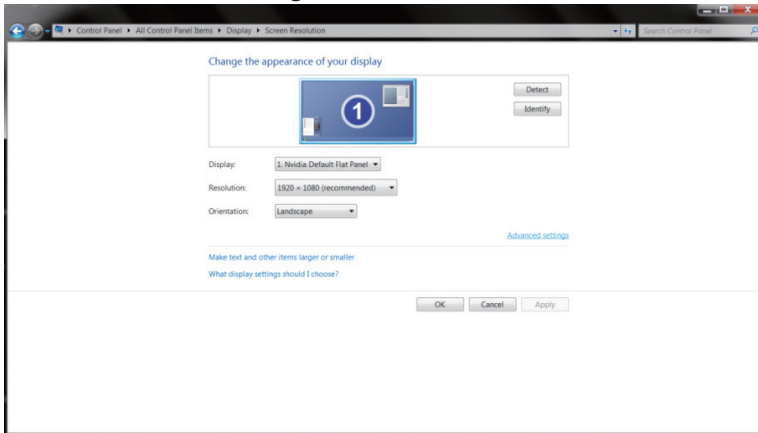 Control Panel ▸ All Control Panel Items ▸ Display ▸ Screen Resolution
Search Control Panel
Change the appearance of your display
1
Detect
Identify
Display: 1. Nvidia Default Flat Panel
Resolution: 1920 × 1080 (recommended)
Orientation: Landscape
Advanced settings
Make text and other items larger or smaller
What display settings should I choose?
OK Cancel Apply